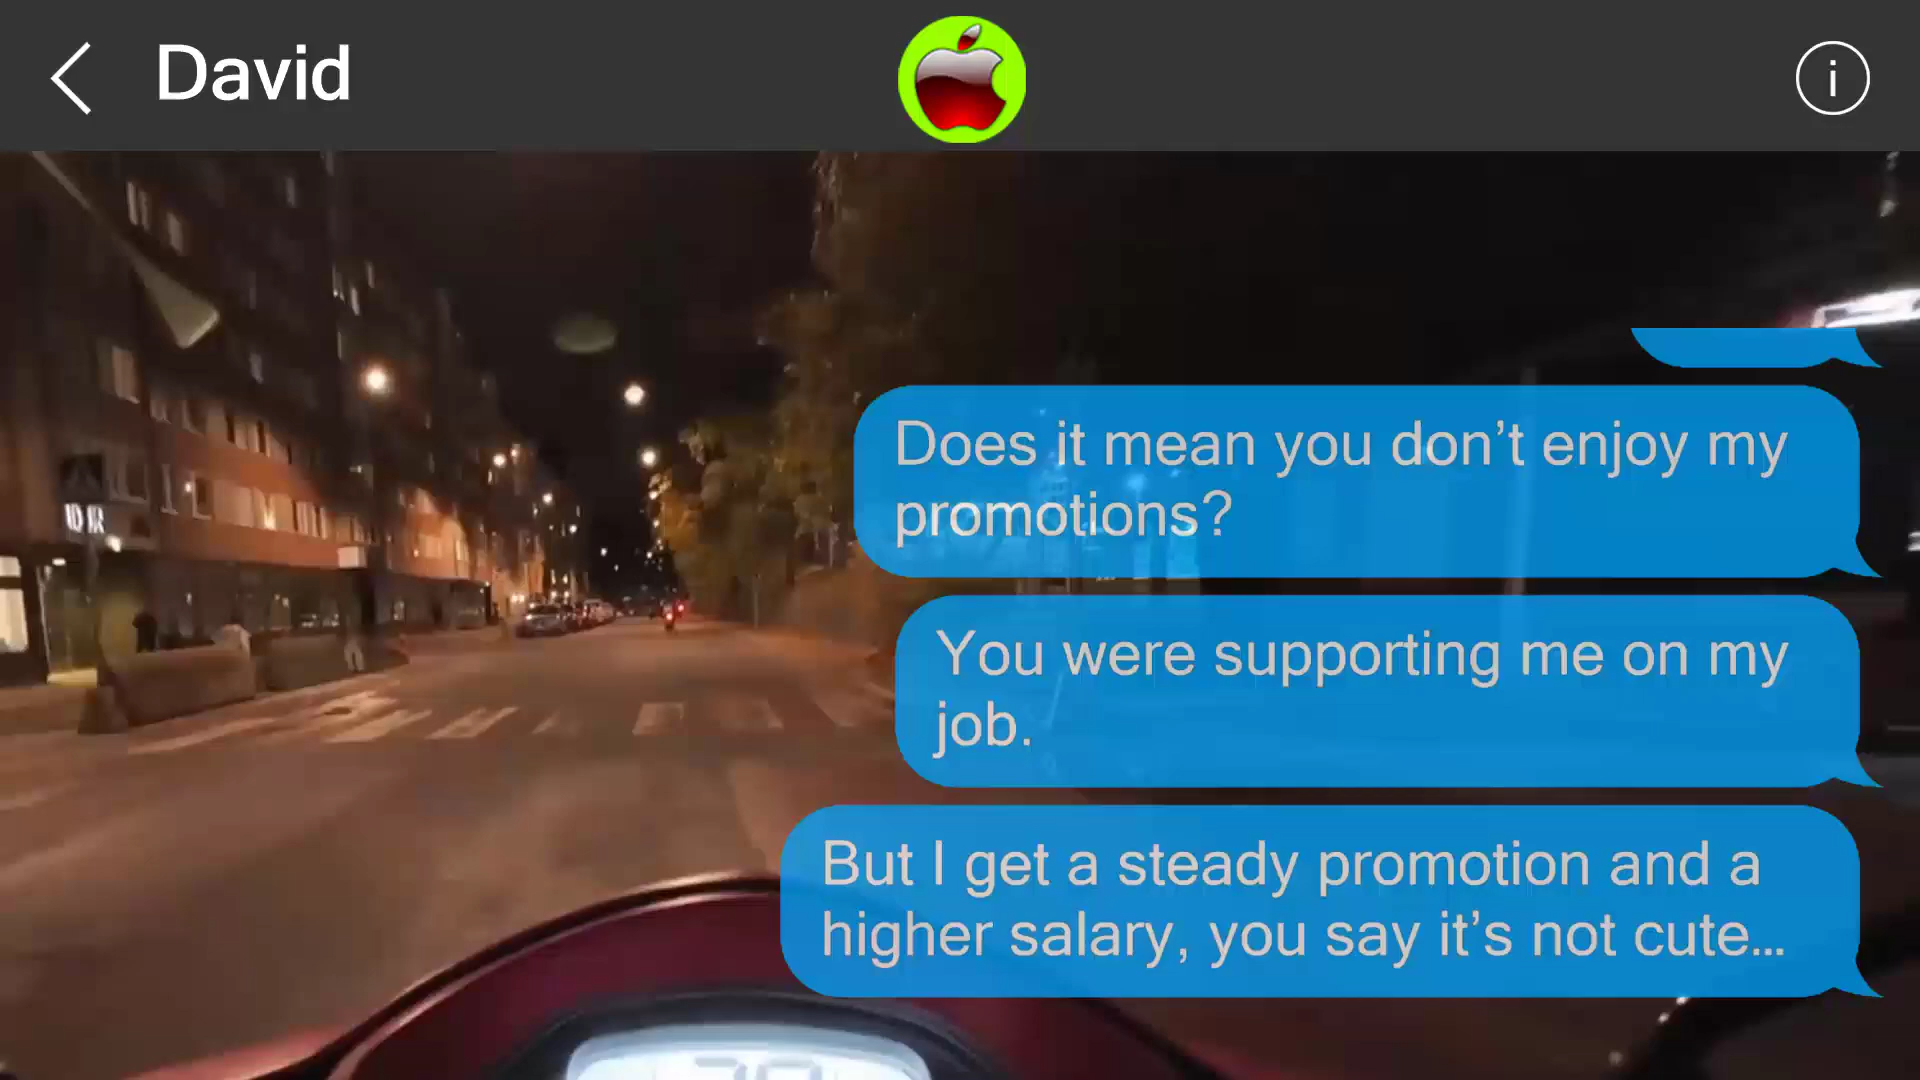 David
Does it mean you don’t enjoy my
promotions?
You were supporting me on my
job.
But I get a steady promotion and a
higher salary, you say it’s not cute...